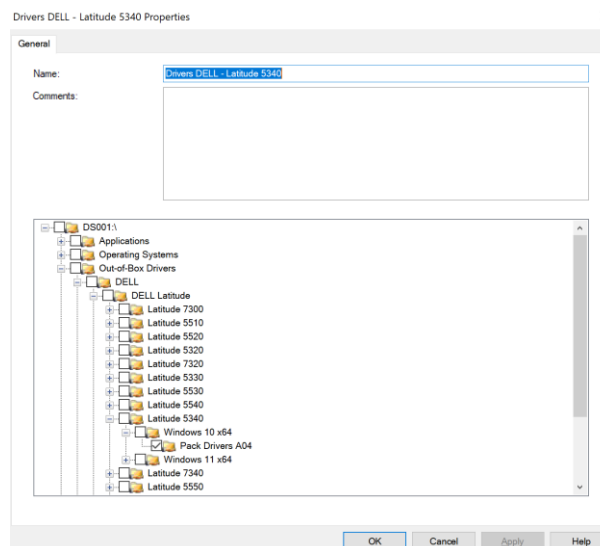 Drivers DELL - Latitude 5340 Properties
General
Name:
Drivers DELL - Latitude 5340
Comments:
DS001:\
Applications
Operating Systems
Out-of-Box Drivers
DELL
DELL Latitude
Latitude 7300
Latitude 5510
Latitude 5520
Latitude 5320
Latitude 7320
Latitude 5330
Latitude 5530
Latitude 5540
Latitude 5340
Windows 10 x64
Pack Drivers A04
Windows 11 x64
Latitude 7340
Latitude 5550
OK Cancel Apply Help